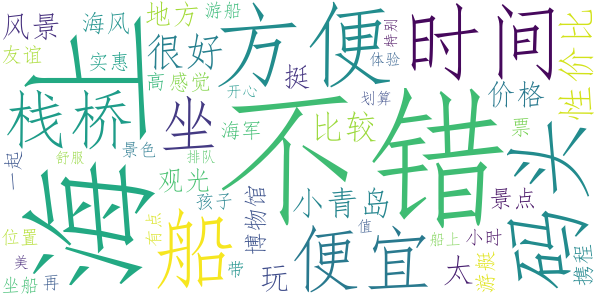 风景
海风
地方
游船
方便
时间
特别
性价比
友谊
实惠
上
很好
高
感觉
挺
体验
开心
划算
价格
栈桥
坐
不错
海军
比较
票
头
一起
舒服
景色
排队
海
观光
孩子
博物馆
小青岛
景点
码
位置
有点
船
便宜
值
船上
小时
携程
美
坐船
再
带
玩
太
游艇